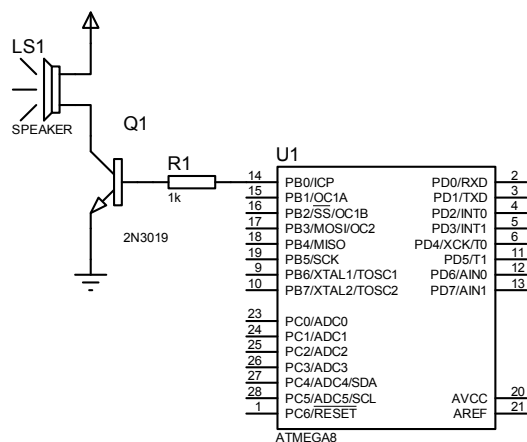 LS1
SPEAKER
Q1
2N3019
R1
1k
U1
14 PB0/ICP PD0/RXD 2
15 PB1/OC1A PD1/TXD 3
16 PB2/SS/OC1B PD2/INT0 4
17 PB3/MOSI/OC2 PD3/INT1 5
18 PB4/MISO PD4/XCK/T0 6
19 PB5/SCK PD5/T1 11
9 PB6/XTAL1/TOSC1 PD6/AIN0 12
10 PB7/XTAL2/TOSC2 PD7/AIN1 13
23 PC0/ADC0
24 PC1/ADC1
25 PC2/ADC2
26 PC3/ADC3
27 PC4/ADC4/SDA
28 PC5/ADC5/SCL AVCC 20
1 PC6/RESET AREF 21
ATMEGA8